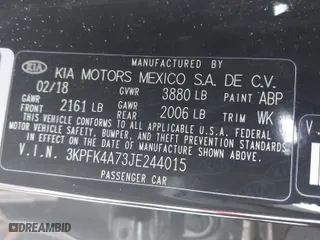 MANUFACTURED BY
KIA KIA MOTORS MEXICO S.A. DE C.V.
02/18 GVWR 3880 LB PAINT ABP
GAWR FRONT 2161 LB GAWR REAR 2006 LB TRIM WK
THIS VEHICLE CONFORMS TO ALL APPLICABLE U.S. FEDERAL MOTOR VEHICLE
SAFETY, BUMPER, AND THEFT PREVENTION STANDARDS IN
EFFECT ON THE DATE OF MANUFACTURE SHOWN ABOVE.
V.I.N. 3KPFK4A73JE244015
PASSENGER CAR
DREAMBID
dreambid.com